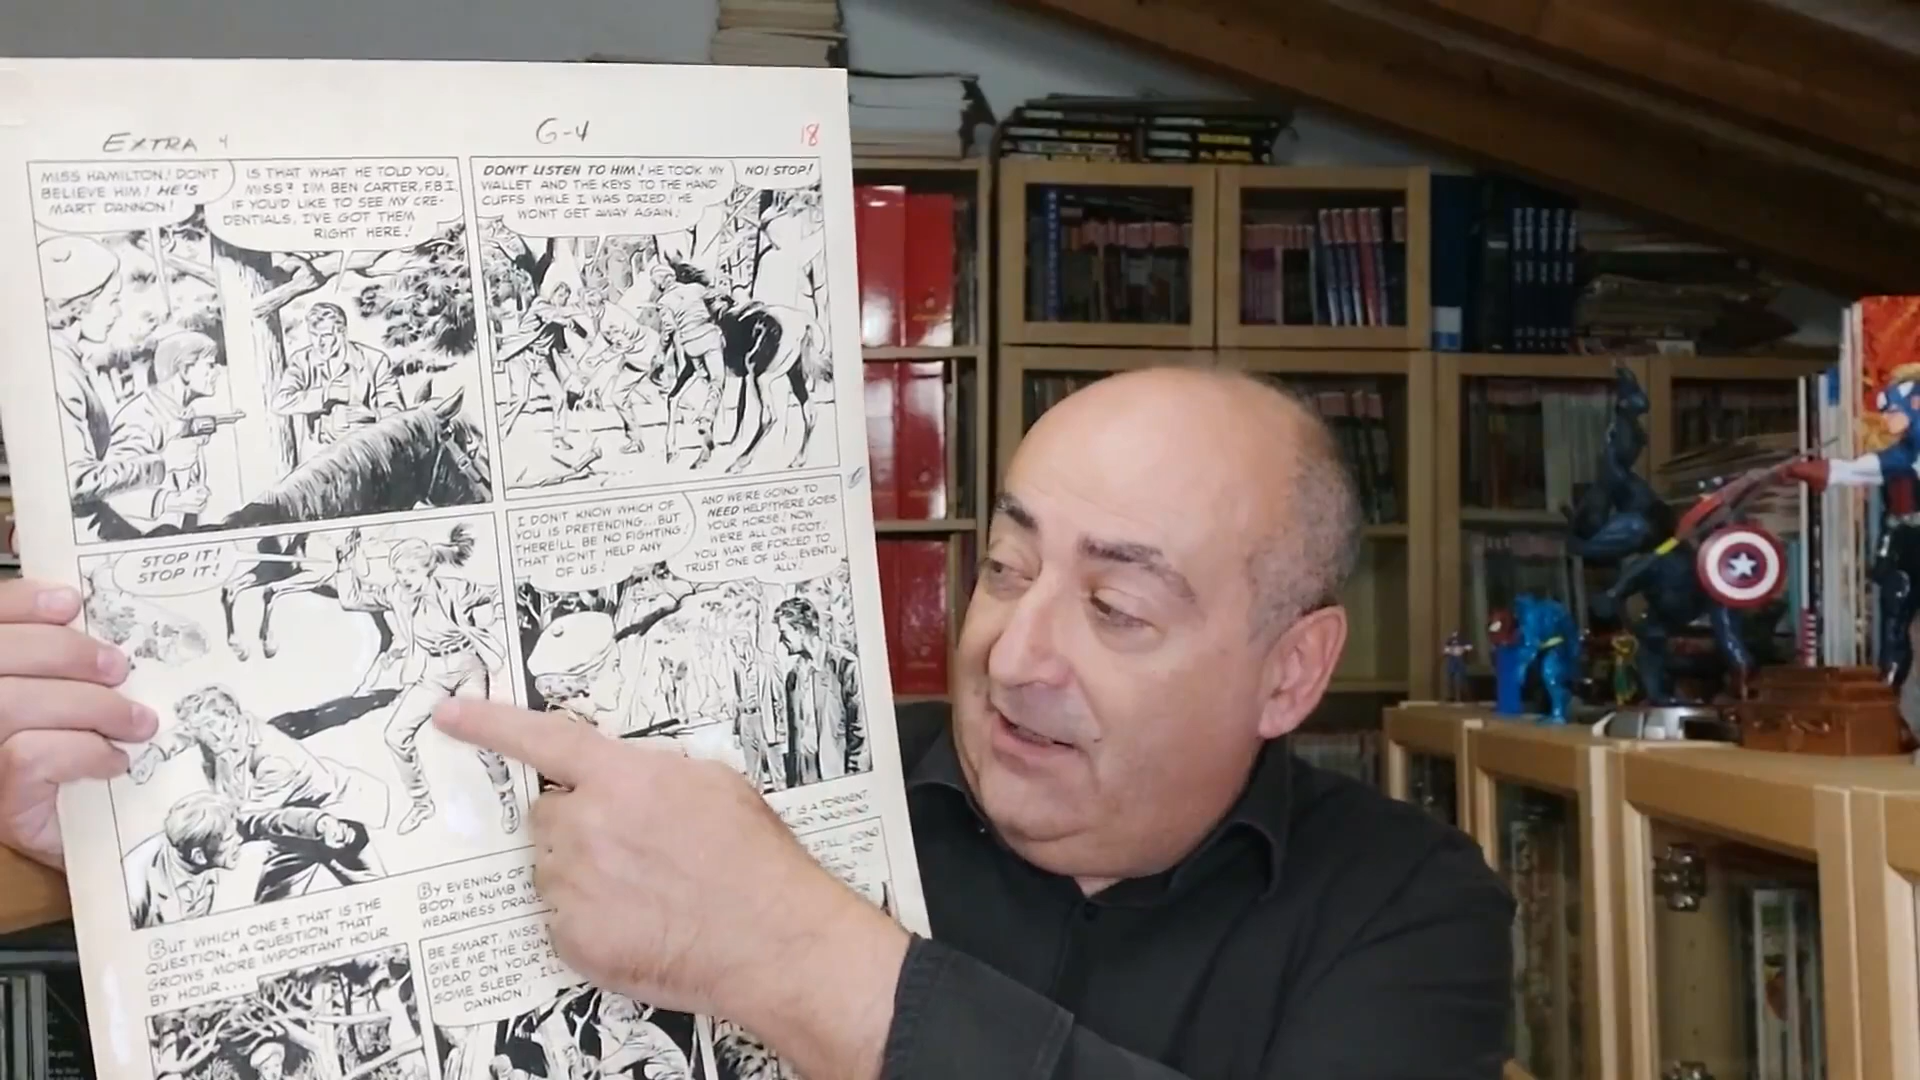 EXTRA 4
G-4
18
MISS HAMILTON! DON'T
BELIEVE HIM! HE'S
MART DANNON!
IS THAT WHAT HE TOLD YOU,
MISS? I'M BEN CARTER, F.B.I.
IF YOU'D LIKE TO SEE MY CRE-
DENTIALS, I'VE GOT THEM
RIGHT HERE!
DON'T LISTEN TO HIM! HE TOOK MY
WALLET AND THE KEYS TO THE HAND
CUFFS WHILE I WAS DAZED! HE
WON'T GET AWAY AGAIN!
NO! STOP!
STOP IT!
STOP IT!
I DON'T KNOW WHICH OF
YOU IS PRETENDING... BUT
THERE'LL BE NO FIGHTING!
THAT WON'T HELP ANY
OF US!
AND WE'RE GOING TO
NEED HELP! THERE GOES
YOUR HORSE! NOW
WE'RE ALL ON FOOT!
YOU MAY BE FORCED TO
TRUST ONE OF US... EVENTU
ALLY!
BUT WHICH ONE? THAT IS THE
QUESTION, A QUESTION THAT
GROWS MORE IMPORTANT HOUR
BY HOUR...
BY EVENING OF
BODY IS NUMB
WEARINESS
BE SMART, MISS
GIVE ME THE GUN
DEAD ON YOUR
SOME SLEEP... I'LL
DANNON!
IS A TORMENT
STILL GOING